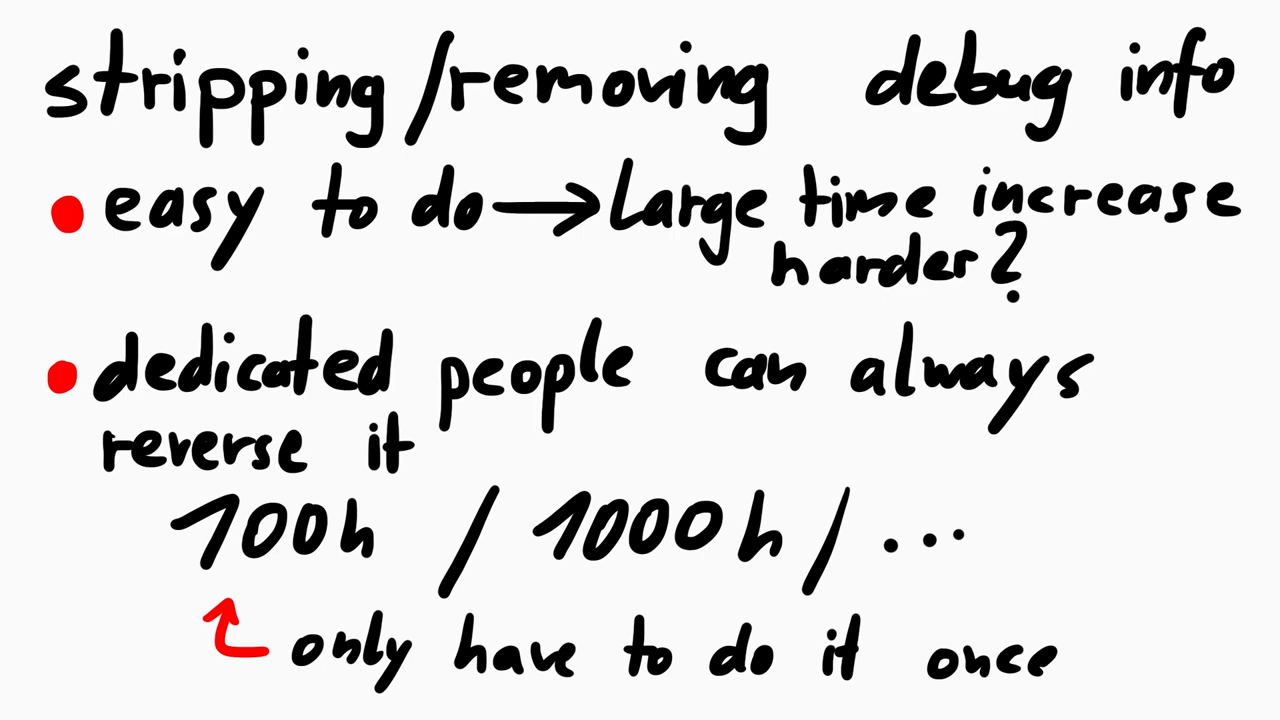 stripping/removing debug info
• easy to do → large time increase
harder?
• dedicated people can always
reverse it
100h / 1000h / ...
only have to do it once